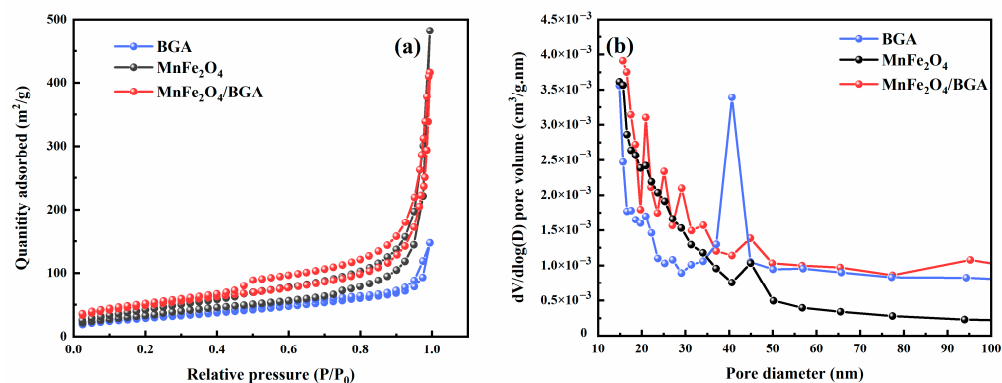 (a)
BGA
MnFe₂O₄
MnFe₂O₄/BGA
Quanitity adsorbed (m²/g)
500
400
300
200
100
0
0.0 0.2 0.4 0.6 0.8 1.0
Relative pressure (P/P₀)
(b)
BGA
MnFe₂O₄
MnFe₂O₄/BGA
dV/dlog(D) pore volume (cm³/g.nm)
4.5×10⁻³
4.0×10⁻³
3.5×10⁻³
3.0×10⁻³
2.5×10⁻³
2.0×10⁻³
1.5×10⁻³
1.0×10⁻³
0.5×10⁻³
0
10 20 30 40 50 60 70 80 90 100
Pore diameter (nm)